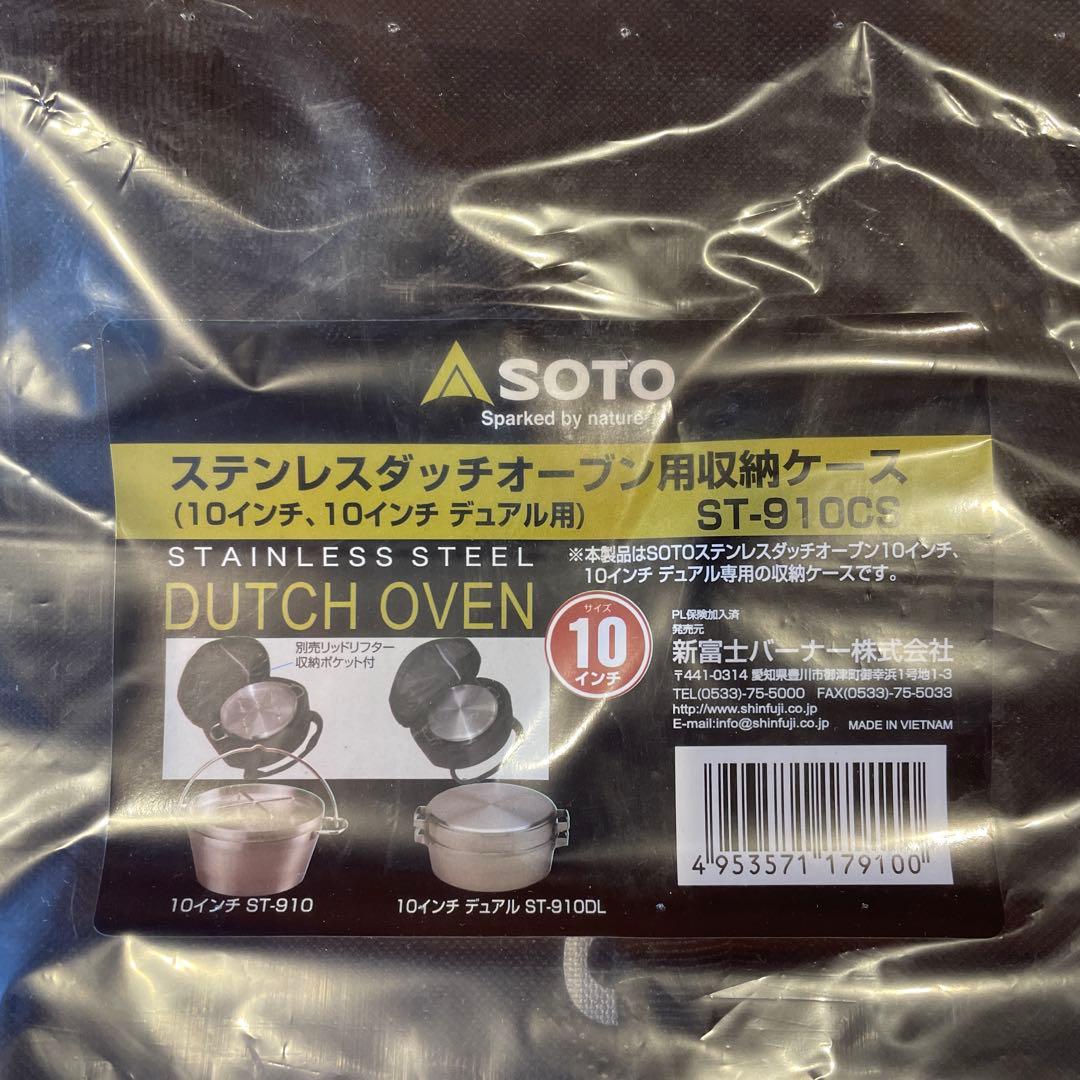 SOTO
Sparked by nature
ステンレスダッチオーブン用収納ケース
(10インチ、10インチ デュアル用) ST-910CS
STAINLESS STEEL
DUTCH OVEN
※本製品はSOTOステンレスダッチオーブン10インチ、
10インチ デュアル専用の収納ケースです。
別売リッドリフター
収納ポケット付
サイズ
10
インチ
PL保険加入済
発売元
新富士バーナー株式会社
〒441-0314 愛知県豊川市御津町御幸浜1号地1-3
TEL(0533)-75-5000 FAX(0533)-75-5033
http://www.shinfuji.co.jp
E-mail:info@shinfuji.co.jp MADE IN VIETNAM
4 953571 179100
10インチ ST-910
10インチ デュアル ST-910DL